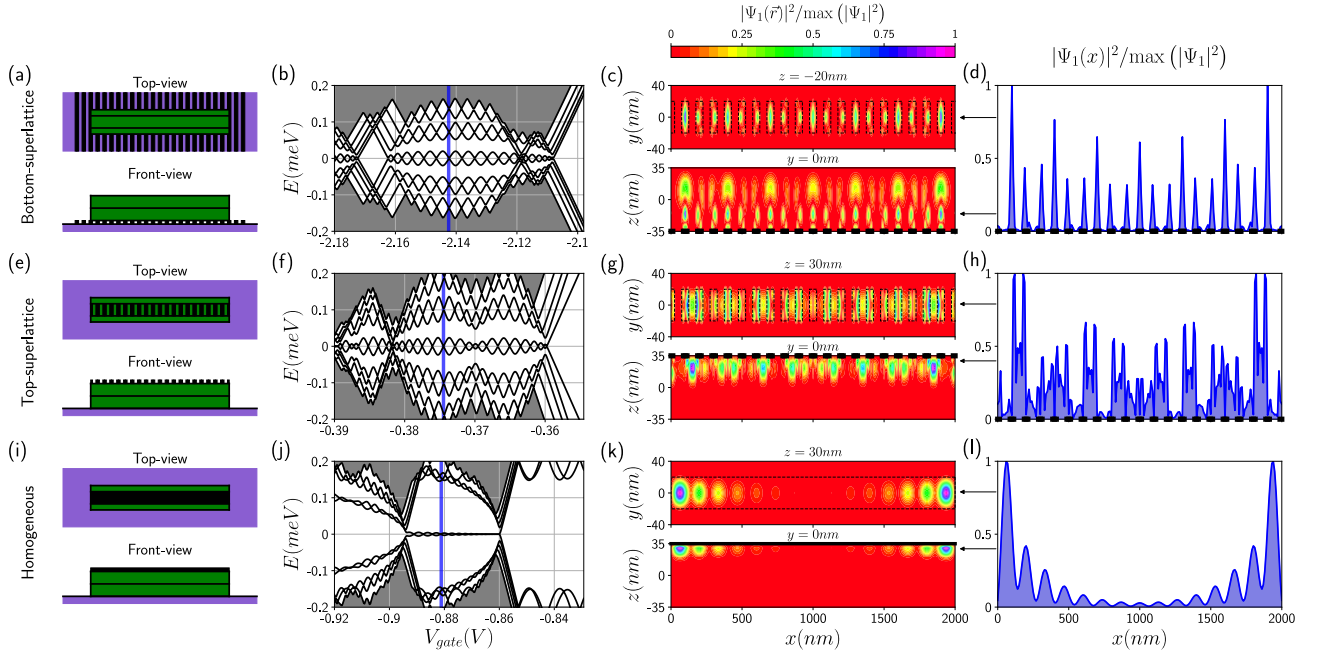 |Ψ₁(r⃗)|²/max (|Ψ₁|²)
0 0.25 0.5 0.75 1
|Ψ₁(x)|²/max (|Ψ₁|²)
Bottom-superlattice
(a)
Top-view
Front-view
(b)
E(meV)
0.2
0.1
0
-0.1
-0.2
-2.18 -2.16 -2.14 -2.12 -2.1
(c)
z = −20nm
y(nm)
40
0
-40
y = 0nm
z(nm)
35
0
-35
(d)
1
0.5
0
Top-superlattice
(e)
Top-view
Front-view
(f)
E(meV)
0.2
0.1
0
-0.1
-0.2
-0.39 -0.38 -0.37 -0.36
(g)
z = 30nm
y(nm)
40
0
-40
y = 0nm
z(nm)
35
0
-35
(h)
1
0.5
0
Homogeneous
(i)
Top-view
Front-view
(j)
E(meV)
0.2
0.1
0
-0.1
-0.2
-0.92 -0.9 -0.88 -0.86 -0.84
V_gate(V)
(k)
z = 30nm
y(nm)
40
0
-40
y = 0nm
z(nm)
35
0
-35
0 500 1000 1500 2000
x(nm)
(l)
1
0.5
0
0 500 1000 1500 2000
x(nm)